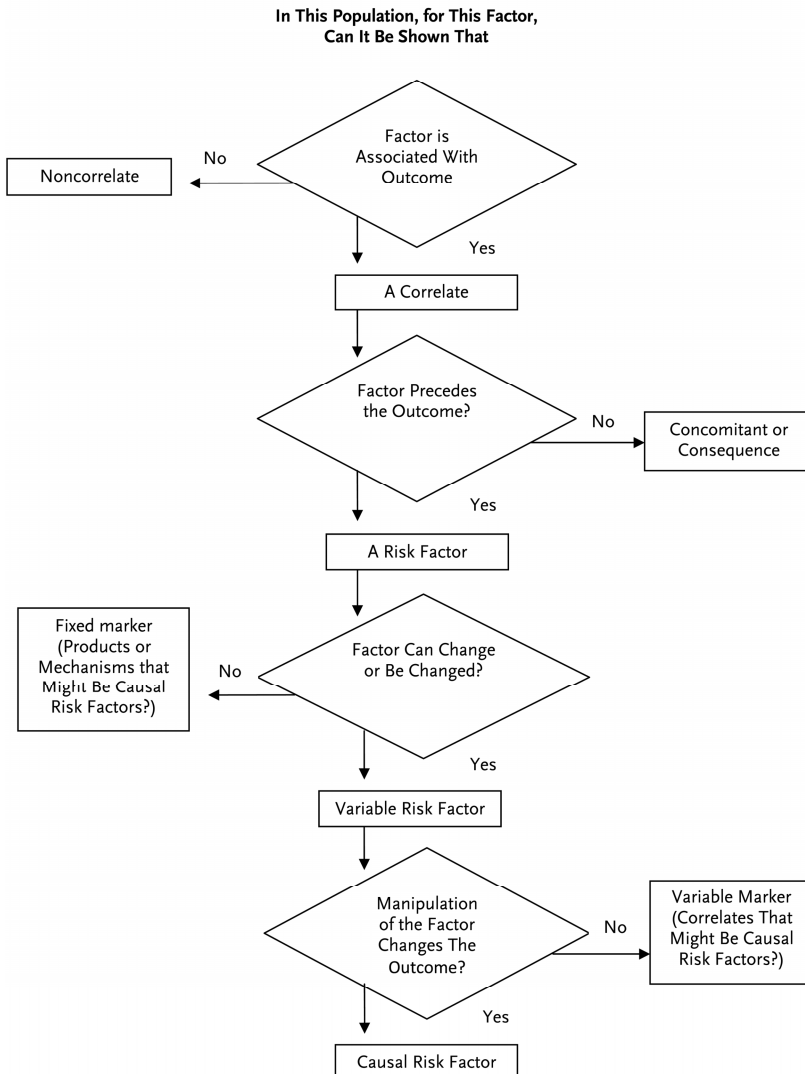 In This Population, for This Factor,
Can It Be Shown That
Factor is
Associated With
Outcome
No
Noncorrelate
Yes
A Correlate
Factor Precedes
the Outcome?
No
Concomitant or
Consequence
Yes
A Risk Factor
Factor Can Change
or Be Changed?
No
Fixed marker
(Products or
Mechanisms that
Might Be Causal
Risk Factors?)
Yes
Variable Risk Factor
Manipulation
of the Factor
Changes The
Outcome?
No
Variable Marker
(Correlates That
Might Be Causal
Risk Factors?)
Yes
Causal Risk Factor